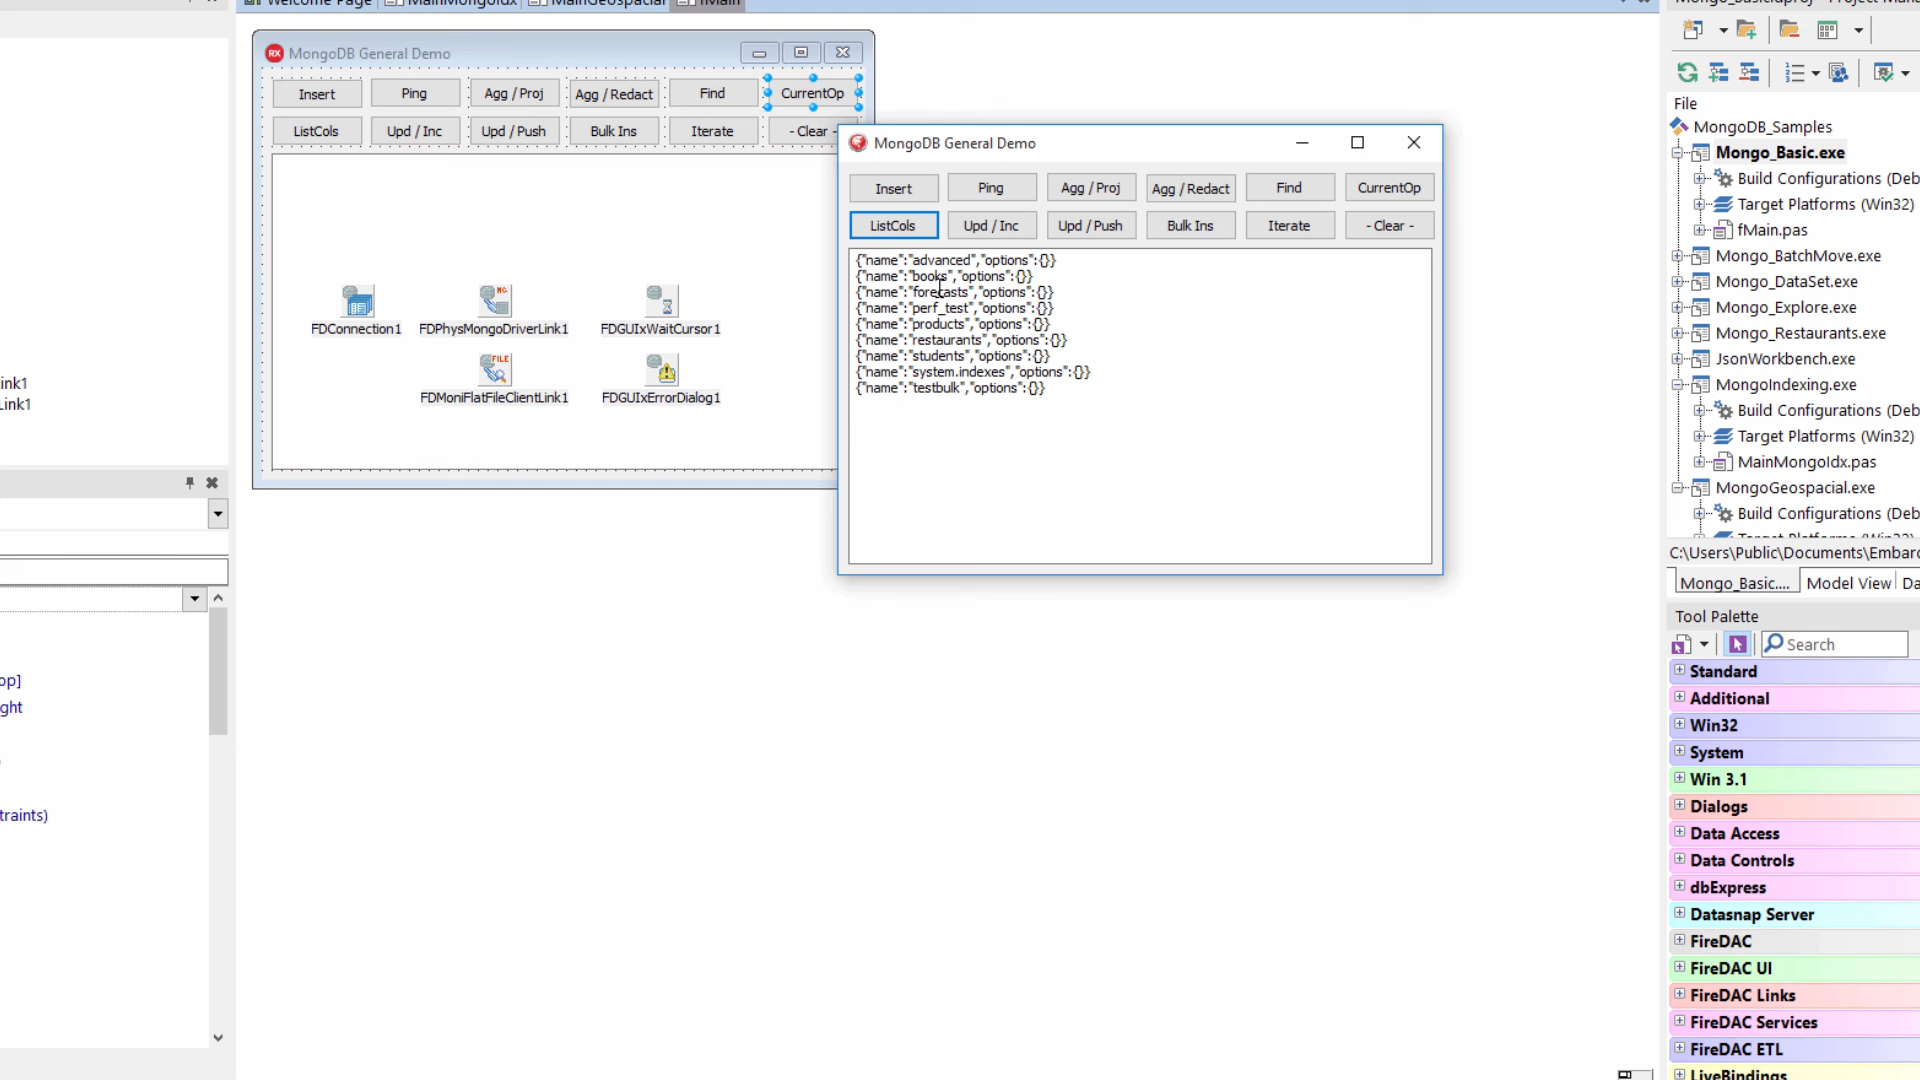 Welcome Page
MainMongoIdx
MainGeospacial
fMain
MongoDB General Demo
Insert
Ping
Agg / Proj
Agg / Redact
Find
CurrentOp
ListCols
Upd / Inc
Upd / Push
Bulk Ins
Iterate
- Clear -
FDConnection1
FDPhysMongoDriverLink1
FDGUIxWaitCursor1
FILE
FDMoniFlatFileClientLink1
FDGUIxErrorDialog1
MongoDB General Demo
Insert
Ping
Agg / Proj
Agg / Redact
Find
CurrentOp
ListCols
Upd / Inc
Upd / Push
Bulk Ins
Iterate
- Clear -
{"name":"advanced","options":{}}
{"name":"books","options":{}}
{"name":"forecasts","options":{}}
{"name":"perf_test","options":{}}
{"name":"products","options":{}}
{"name":"restaurants","options":{}}
{"name":"students","options":{}}
{"name":"system.indexes","options":{}}
{"name":"testbulk","options":{}}
ink1
Link1
op]
ght
traints)
File
MongoDB_Samples
Mongo_Basic.exe
Build Configurations (Deb
Target Platforms (Win32)
fMain.pas
Mongo_BatchMove.exe
Mongo_DataSet.exe
Mongo_Explore.exe
Mongo_Restaurants.exe
JsonWorkbench.exe
MongoIndexing.exe
Build Configurations (Deb
Target Platforms (Win32)
MainMongoIdx.pas
MongoGeospacial.exe
Build Configurations (Deb
C:\Users\Public\Documents\Embarc
Mongo_Basic....
Model View
Da
Tool Palette
Search
Standard
Additional
Win32
System
Win 3.1
Dialogs
Data Access
Data Controls
dbExpress
Datasnap Server
FireDAC
FireDAC UI
FireDAC Links
FireDAC Services
FireDAC ETL
LiveBindings